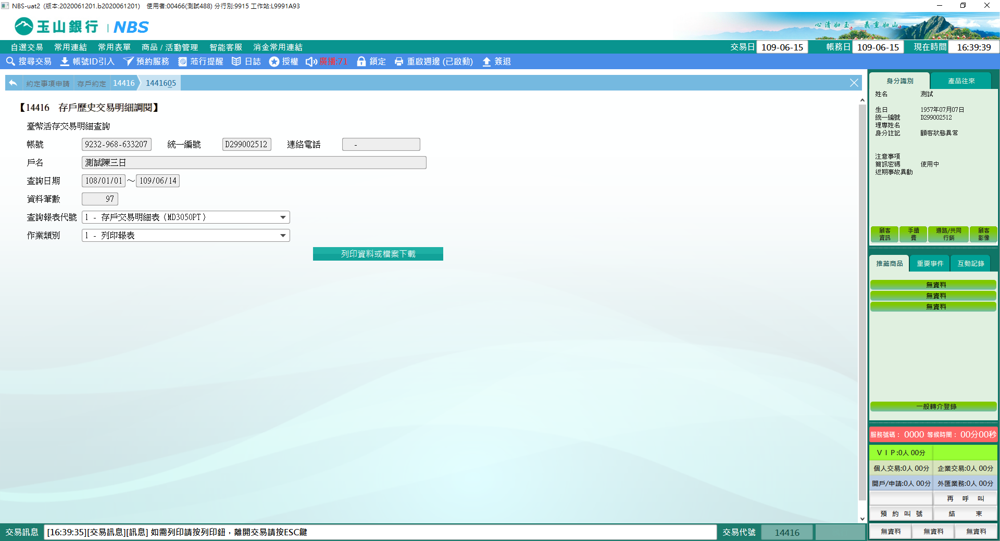 NBS-uat2 (版本:2020061201.b2020061201) 使用者:00466(測試488) 分行別:9915 工作站:L9991A93
玉山銀行 | NBS
心清如玉 義重如山
自選交易 常用連結 常用表單 商品 / 活動管理 智能客服 消金常用連結 交易日 109-06-15 帳務日 109-06-15 現在時間 16:39:39
搜尋交易 帳號ID引入 預約服務 蒞行提醒 日誌 授權 廣播:71 鎖定 重啟週邊 (已啟動) 簽退
約定事項申請 存戶約定 14416 1441605
【14416 存戶歷史交易明細調閱】
臺幣活存交易明細查詢
帳號 9232-968-633207 統一編號 D299002512 連絡電話 -
戶名 測試陳三日
查詢日期 108/01/01 ～ 109/06/14
資料筆數 97
查詢報表代號 1 - 存戶交易明細表（MD3050PT）
作業類別 1 - 列印報表
列印資料或檔案下載
身分識別 產品往來
姓名 測試
生日 1957年07月07日
統一編號 D299002512
理專姓名
身分註記 顧客狀態異常
注意事項
簡訊密碼 使用中
近期事故異動
顧客資訊 手續費 通路/共同行銷 顧客影像
推薦商品 重要事件 互動記錄
無資料
無資料
無資料
一般轉介登錄
服務號碼： 0000 等候時間： 00分00秒
ＶＩＰ:0人 00分
個人交易:0人 00分 企業交易:0人 00分
開戶/申請:0人 00分 外匯業務:0人 00分
再 呼 叫
預 約 叫 號 結 束
無資料 無資料 無資料
交易訊息 [16:39:35][交易訊息][訊息] 如需列印請按列印鈕，離開交易請按ESC鍵 交易代號 14416